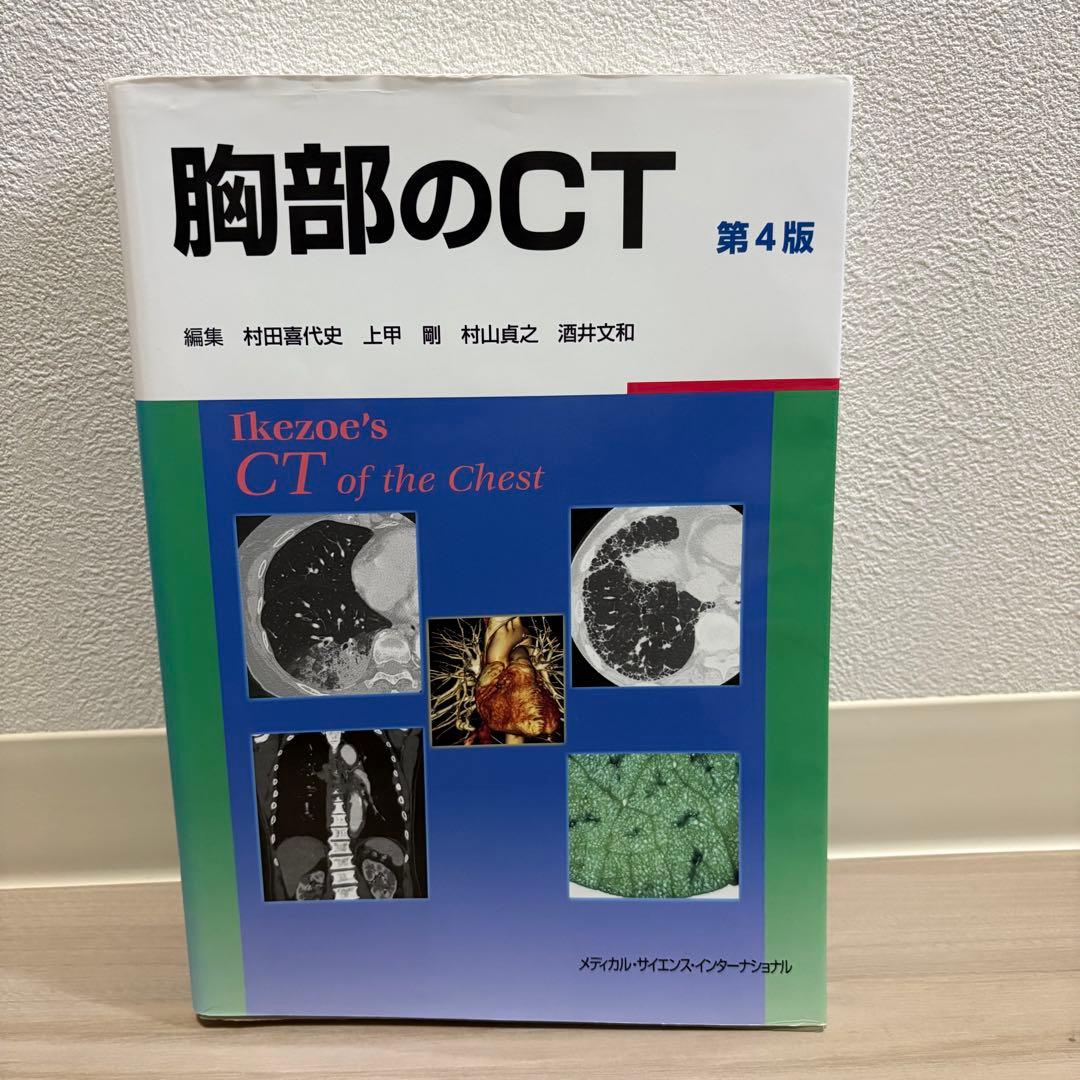 胸部のCT
第4版
編集 村田喜代史 上甲 剛 村山貞之 酒井文和
Ikezoe's
CT of the Chest
メディカル・サイエンス・インターナショナル